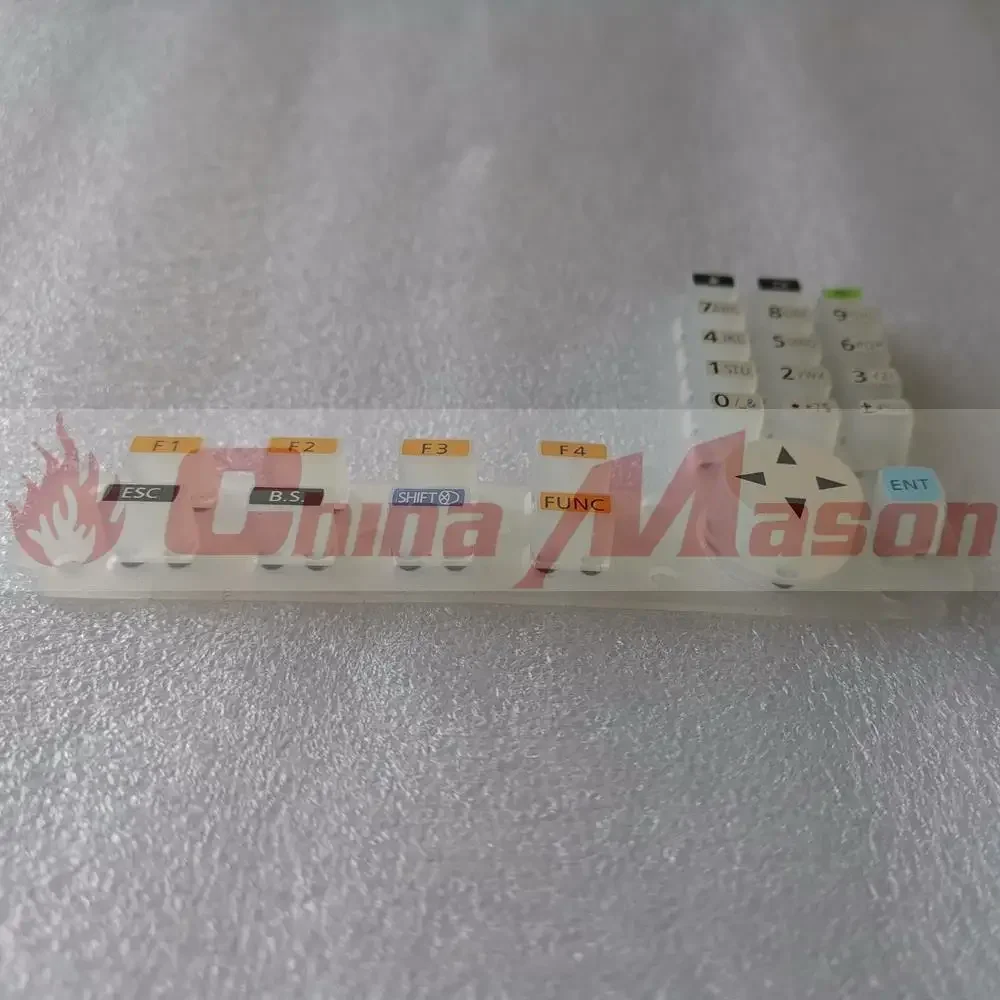 7
8
9
4
5
6
1 STU
2
3
0 /_&
±
F1 F2 F3 F4
ESC B.S. SHIFT FUNC ENT
China Mason